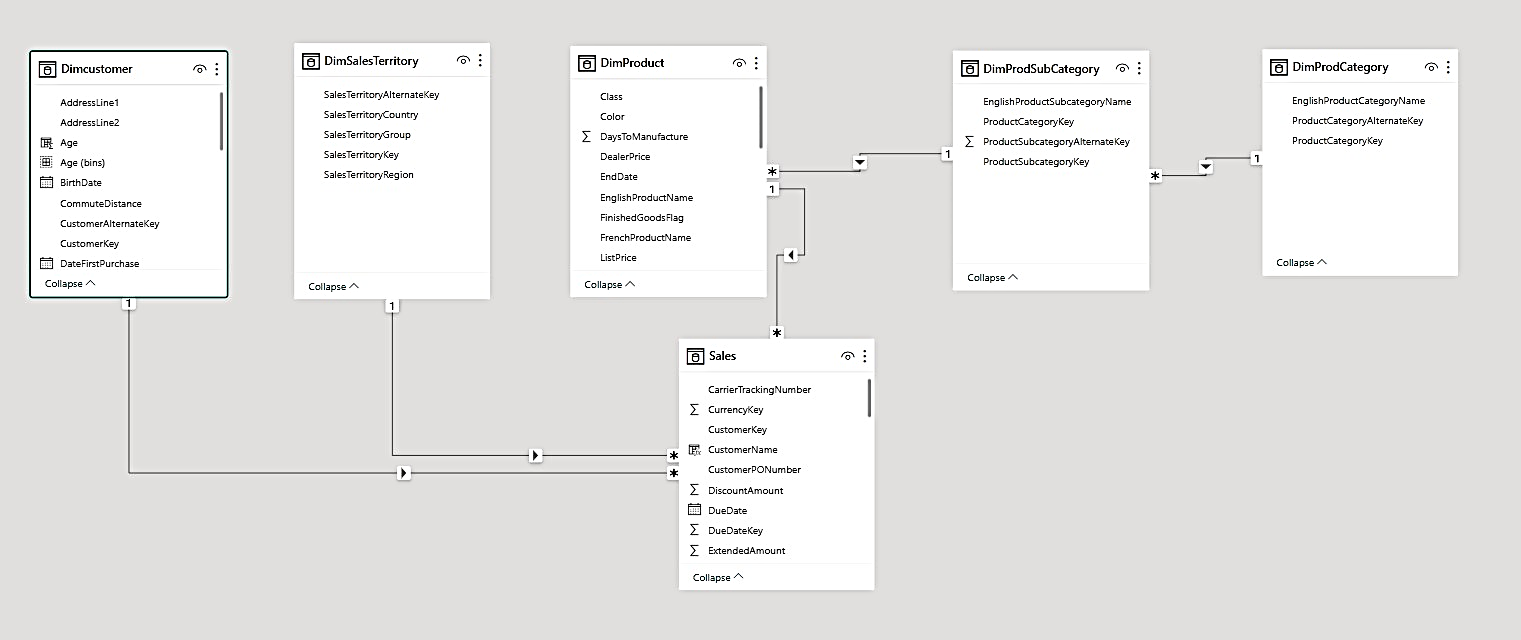 Dimcustomer
AddressLine1
AddressLine2
Age
Age (bins)
BirthDate
CommuteDistance
CustomerAlternateKey
CustomerKey
DateFirstPurchase
Collapse
1
DimSalesTerritory
SalesTerritoryAlternateKey
SalesTerritoryCountry
SalesTerritoryGroup
SalesTerritoryKey
SalesTerritoryRegion
Collapse
1
DimProduct
Class
Color
Σ DaysToManufacture
DealerPrice
EndDate
EnglishProductName
FinishedGoodsFlag
FrenchProductName
ListPrice
Collapse
*
1
1
DimProdSubCategory
EnglishProductSubcategoryName
ProductCategoryKey
Σ ProductSubcategoryAlternateKey
ProductSubcategoryKey
Collapse
*
1
DimProdCategory
EnglishProductCategoryName
ProductCategoryAlternateKey
ProductCategoryKey
Collapse
*
Sales
CarrierTrackingNumber
Σ CurrencyKey
CustomerKey
CustomerName
CustomerPONumber
Σ DiscountAmount
DueDate
Σ DueDateKey
Σ ExtendedAmount
Collapse
*
*